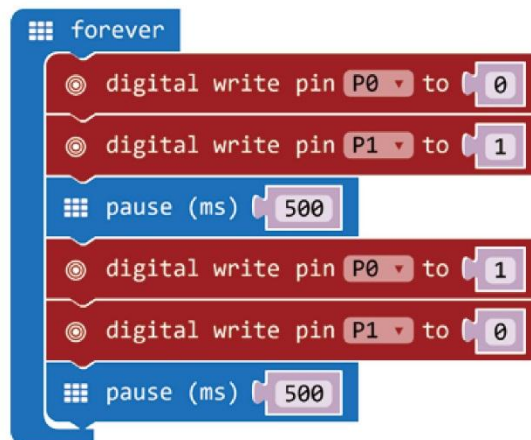 forever
digital write pin P0 to 0
digital write pin P1 to 1
pause (ms) 500
digital write pin P0 to 1
digital write pin P1 to 0
pause (ms) 500